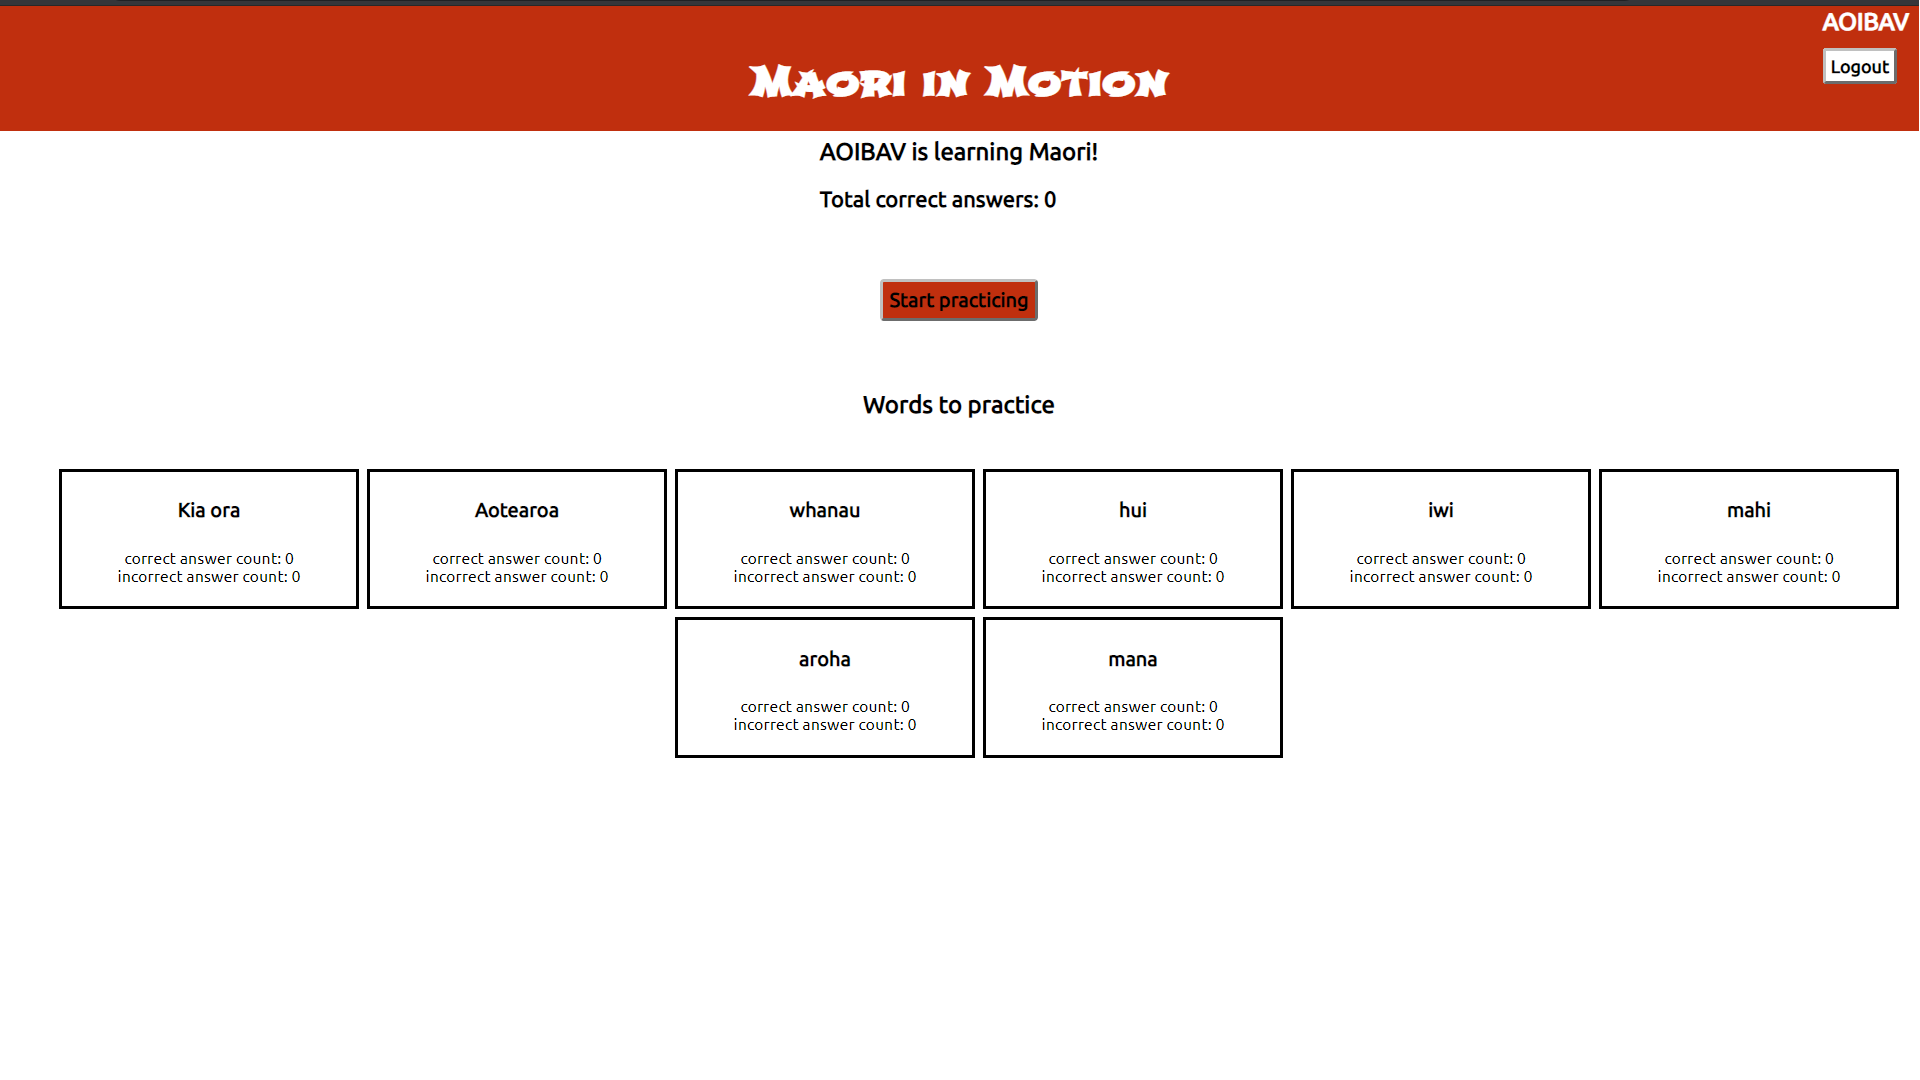 AOIBAV
Maori in Motion
Logout
AOIBAV is learning Maori!
Total correct answers: 0
Start practicing
Words to practice
Kia ora
correct answer count: 0
incorrect answer count: 0
Aotearoa
correct answer count: 0
incorrect answer count: 0
whanau
correct answer count: 0
incorrect answer count: 0
hui
correct answer count: 0
incorrect answer count: 0
iwi
correct answer count: 0
incorrect answer count: 0
mahi
correct answer count: 0
incorrect answer count: 0
aroha
correct answer count: 0
incorrect answer count: 0
mana
correct answer count: 0
incorrect answer count: 0